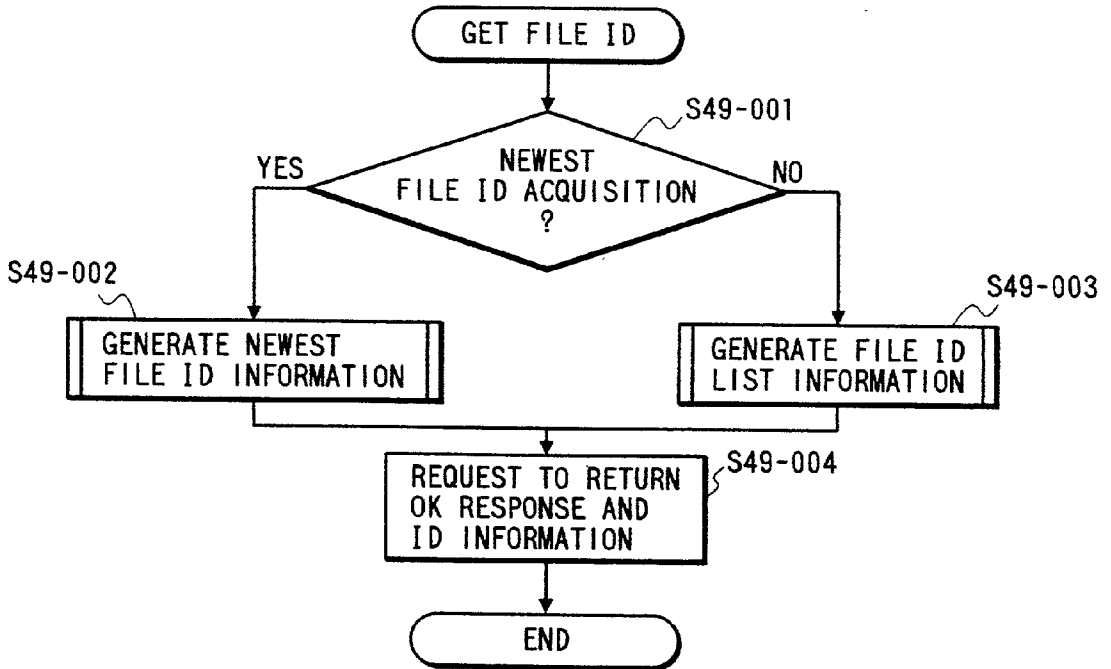 GET FILE ID
S49-001
NEWEST
FILE ID ACQUISITION
?
YES
NO
S49-002
GENERATE NEWEST
FILE ID INFORMATION
S49-003
GENERATE FILE ID
LIST INFORMATION
S49-004
REQUEST TO RETURN
OK RESPONSE AND
ID INFORMATION
END